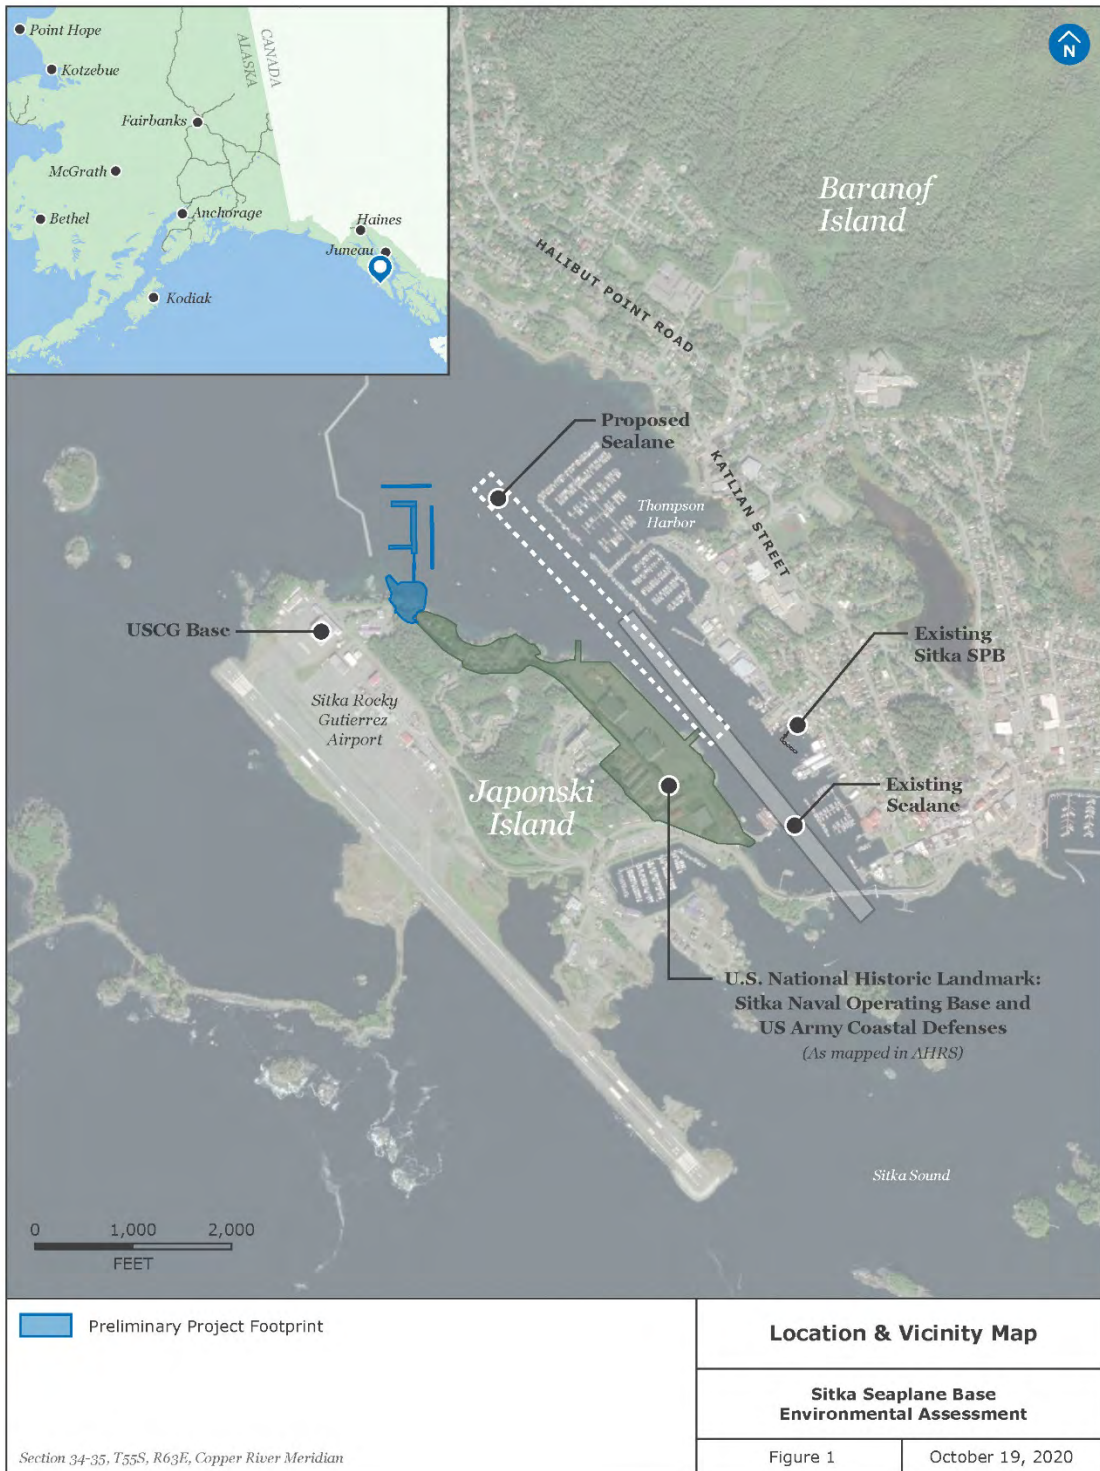 Point Hope
Kotzebue
CANADA
ALASKA
Fairbanks
McGrath
Anchorage
Bethel
Haines
Juneau
Kodiak
N
Baranof
Island
HALIBUT POINT ROAD
Proposed
Sealane
KATLIAN STREET
Thompson
Harbor
USCG Base
Existing
Sitka SPB
Sitka Rocky
Gutierrez
Airport
Japonski
Island
Existing
Sealane
U.S. National Historic Landmark:
Sitka Naval Operating Base and
US Army Coastal Defenses
(As mapped in AHRS)
Sitka Sound
0 1,000 2,000
FEET
Preliminary Project Footprint
Location & Vicinity Map
Sitka Seaplane Base
Environmental Assessment
Section 34-35, T55S, R63E, Copper River Meridian
Figure 1
October 19, 2020